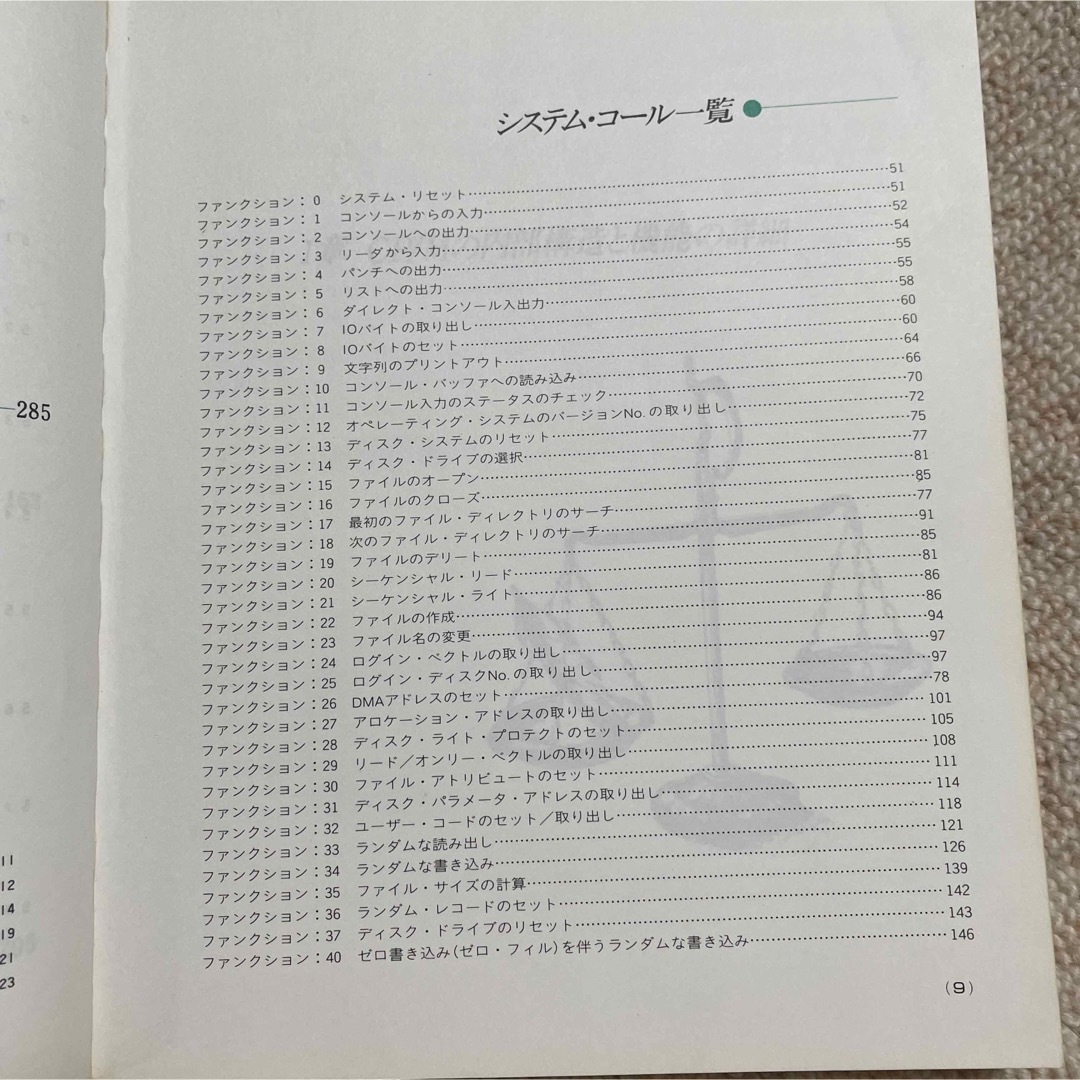 —285
11
12
14
19
21
23
システム・コール一覧
ファンクション：0 システム・リセット……51
ファンクション：1 コンソールからの入力……51
ファンクション：2 コンソールへの出力……52
ファンクション：3 リーダから入力……54
ファンクション：4 パンチへの出力……55
ファンクション：5 リストへの出力……55
ファンクション：6 ダイレクト・コンソール入出力……58
ファンクション：7 IOバイトの取り出し……60
ファンクション：8 IOバイトのセット……60
ファンクション：9 文字列のプリントアウト……64
ファンクション：10 コンソール・バッファへの読み込み……66
ファンクション：11 コンソール入力のステータスのチェック……70
ファンクション：12 オペレーティング・システムのバージョンNo.の取り出し……72
ファンクション：13 ディスク・システムのリセット……75
ファンクション：14 ディスク・ドライブの選択……77
ファンクション：15 ファイルのオープン……81
ファンクション：16 ファイルのクローズ……85
ファンクション：17 最初のファイル・ディレクトリのサーチ……77
ファンクション：18 次のファイル・ディレクトリのサーチ……91
ファンクション：19 ファイルのデリート……85
ファンクション：20 シーケンシャル・リード……81
ファンクション：21 シーケンシャル・ライト……86
ファンクション：22 ファイルの作成……86
ファンクション：23 ファイル名の変更……94
ファンクション：24 ログイン・ベクトルの取り出し……97
ファンクション：25 ログイン・ディスクNo.の取り出し……97
ファンクション：26 DMAアドレスのセット……78
ファンクション：27 アロケーション・アドレスの取り出し……101
ファンクション：28 ディスク・ライト・プロテクトのセット……105
ファンクション：29 リード／オンリー・ベクトルの取り出し……108
ファンクション：30 ファイル・アトリビュートのセット……111
ファンクション：31 ディスク・パラメータ・アドレスの取り出し……114
ファンクション：32 ユーザー・コードのセット／取り出し……118
ファンクション：33 ランダムな読み出し……121
ファンクション：34 ランダムな書き込み……126
ファンクション：35 ファイル・サイズの計算……139
ファンクション：36 ランダム・レコードのセット……142
ファンクション：37 ディスク・ドライブのリセット……143
ファンクション：40 ゼロ書き込み(ゼロ・フィル)を伴うランダムな書き込み……146
(9)